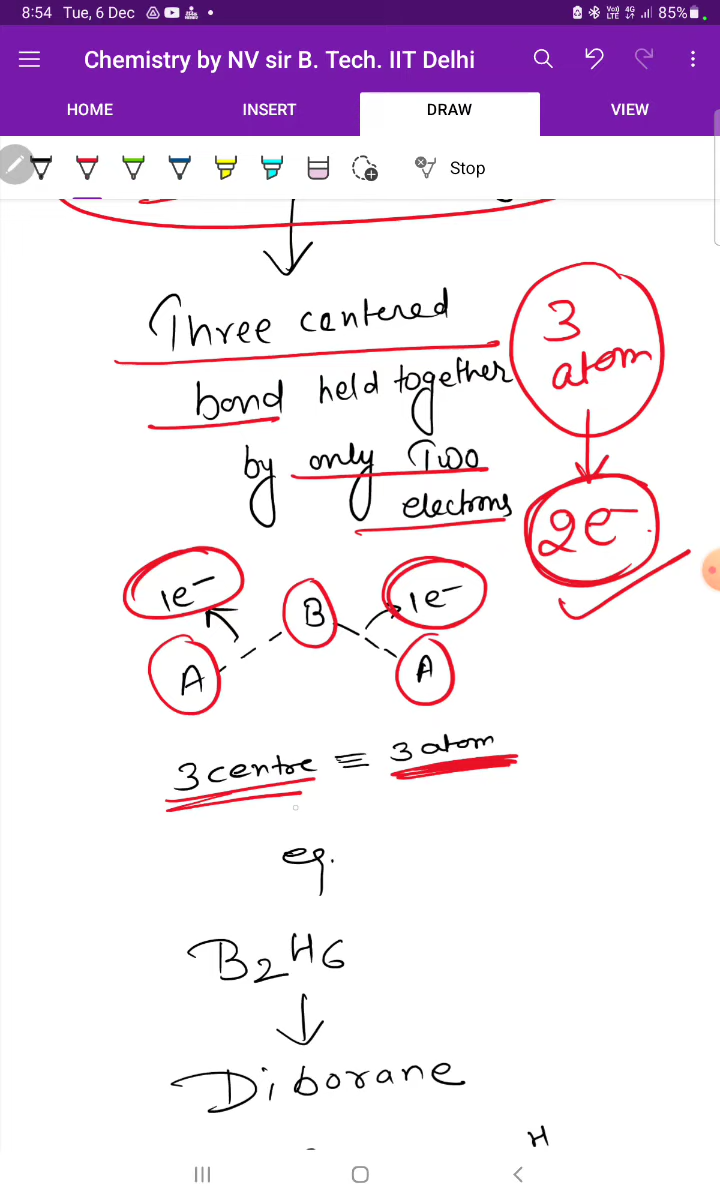 8:54 Tue, 6 Dec 85%
Chemistry by NV sir B. Tech. IIT Delhi
HOME INSERT DRAW VIEW
Stop
Three centered
bond held together
by only Two
electrons
3
atom
2e-
1e- B 1e-
A A
3 centre ≡ 3 atom
eg.
B2H6
Diborane
H